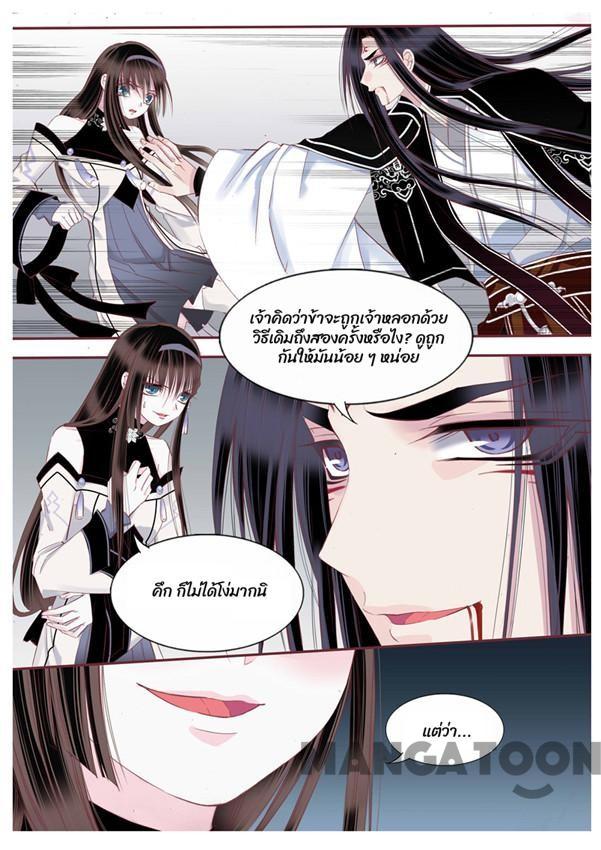 เจ้าคิดว่าข้าจะถูกเจ้าหลอกด้วย
วิธีเดิมถึงสองครั้งหรือไง? ดูถูก
กันให้มันน้อย ๆ หน่อย
คึก ก็ไม่ได้โง่มากนิ
แต่ว่า...
MANGATOON